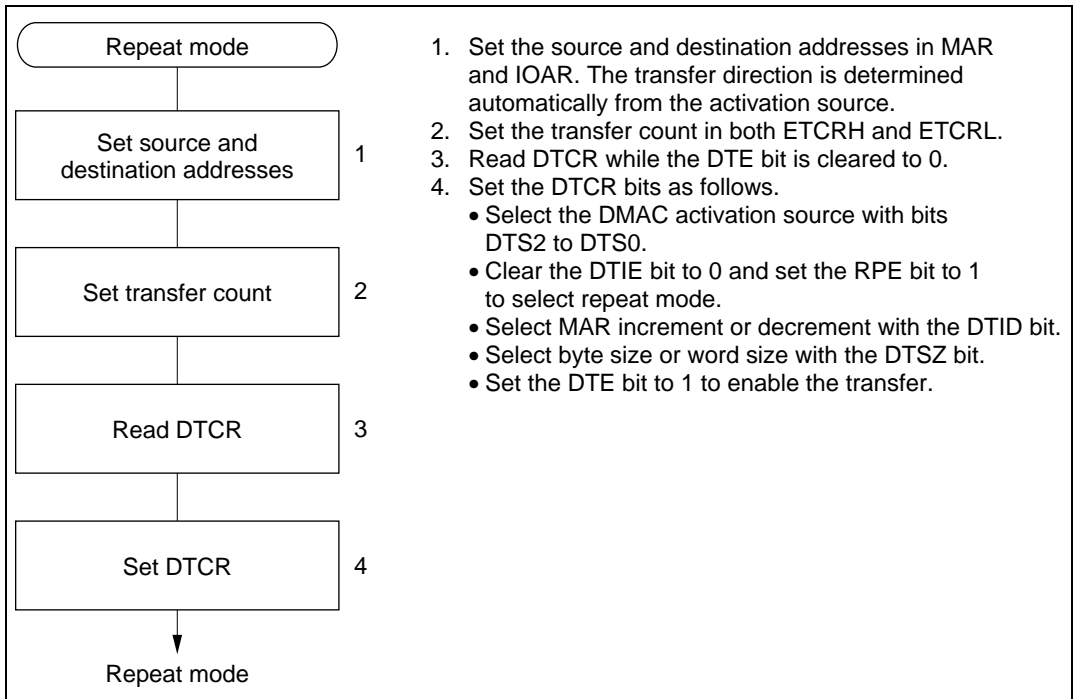 Repeat mode
Set source and
destination addresses
1
Set transfer count
2
Read DTCR
3
Set DTCR
4
Repeat mode
1. Set the source and destination addresses in MAR
and IOAR. The transfer direction is determined
automatically from the activation source.
2. Set the transfer count in both ETCRH and ETCRL.
3. Read DTCR while the DTE bit is cleared to 0.
4. Set the DTCR bits as follows.
• Select the DMAC activation source with bits
DTS2 to DTS0.
• Clear the DTIE bit to 0 and set the RPE bit to 1
to select repeat mode.
• Select MAR increment or decrement with the DTID bit.
• Select byte size or word size with the DTSZ bit.
• Set the DTE bit to 1 to enable the transfer.